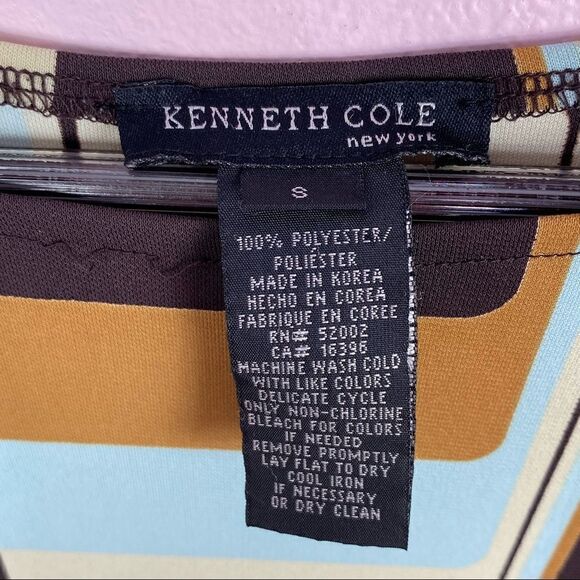 KENNETH COLE
new york
S
100% POLYESTER/
POLIÉSTER
MADE IN KOREA
HECHO EN COREA
FABRIQUE EN COREE
RN# 52002
CA# 16396
MACHINE WASH COLD
WITH LIKE COLORS
DELICATE CYCLE
ONLY NON-CHLORINE
BLEACH FOR COLORS
IF NEEDED
REMOVE PROMPTLY
LAY FLAT TO DRY
COOL IRON
IF NECESSARY
OR DRY CLEAN